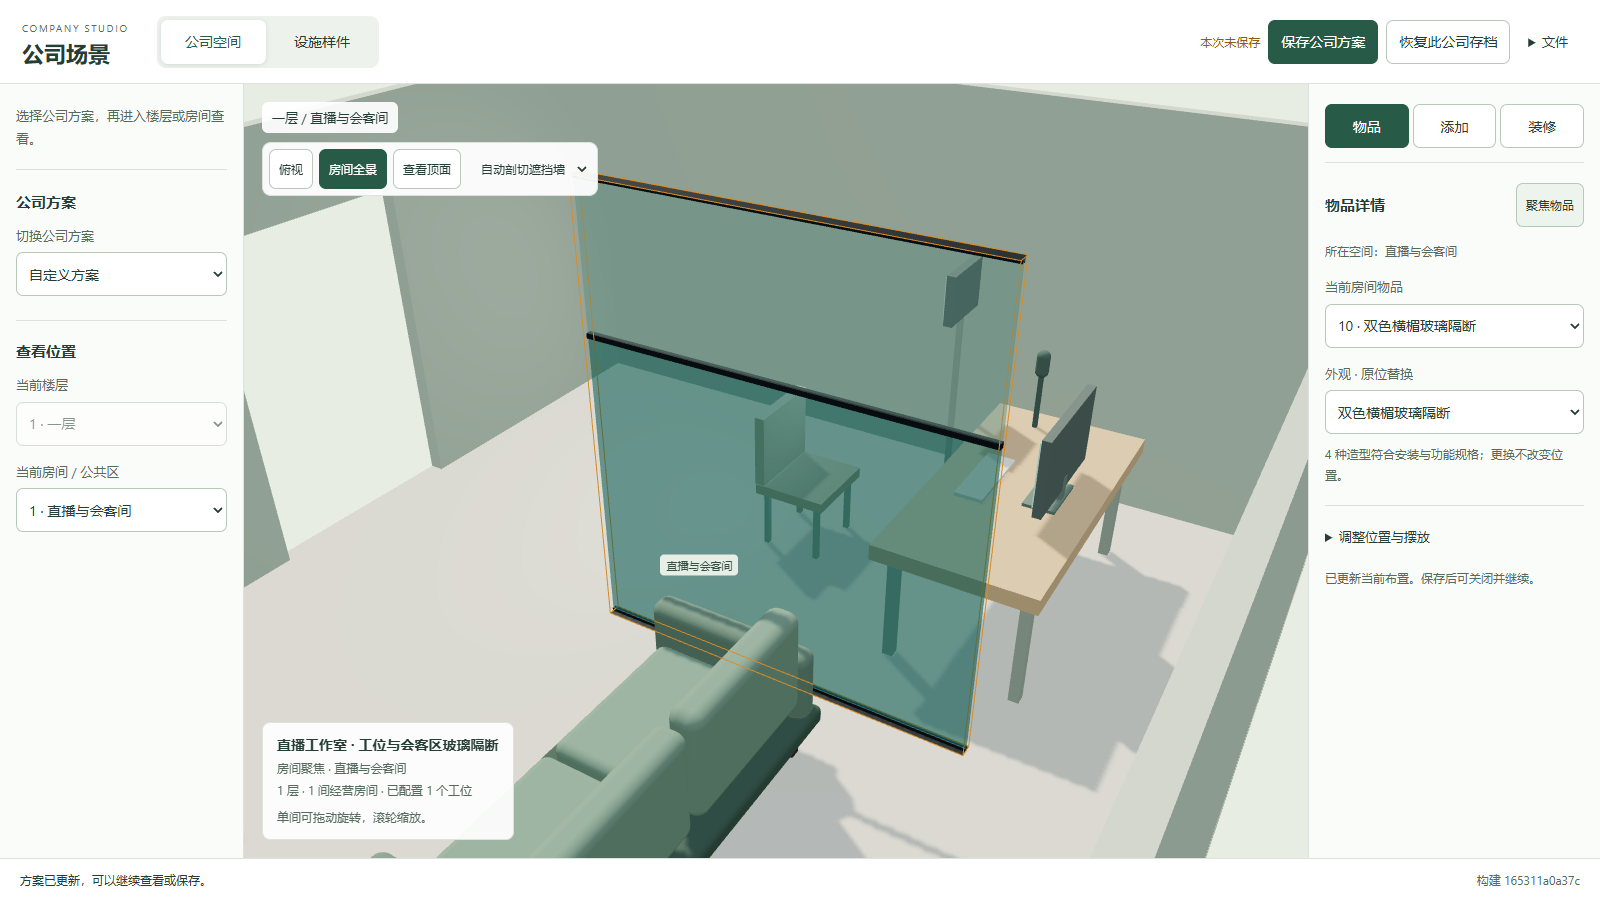 COMPANY STUDIO
公司场景
公司空间
设施样件
本次未保存
保存公司方案
恢复此公司存档
文件
选择公司方案，再进入楼层或房间查
看。
公司方案
切换公司方案
自定义方案
查看位置
当前楼层
1 · 一层
当前房间 / 公共区
1 · 直播与会客间
一层 / 直播与会客间
俯视
房间全景
查看顶面
自动剖切遮挡墙
直播与会客间
直播工作室 · 工位与会客区玻璃隔断
房间聚焦 · 直播与会客间
1 层 · 1 间经营房间 · 已配置 1 个工位
单间可拖动旋转，滚轮缩放。
物品
添加
装修
物品详情
聚焦物品
所在空间：直播与会客间
当前房间物品
10 · 双色横楣玻璃隔断
外观 · 原位替换
双色横楣玻璃隔断
4 种造型符合安装与功能规格；更换不改变位
置。
调整位置与摆放
已更新当前布置。保存后可关闭并继续。
方案已更新，可以继续查看或保存。
构建 165311a0a37c